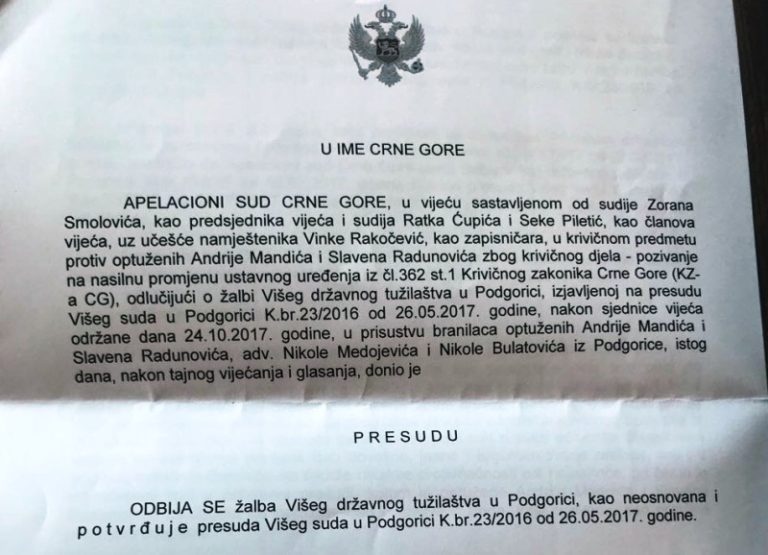 U IME CRNE GORE
APELACIONI SUD CRNE GORE, u vijeću sastavljenom od sudije Zorana
Smolovića, kao predsjednika vijeća i sudija Ratka Ćupića i Seke Piletić, kao članova
vijeća, uz učešće namještenika Vinke Rakočević, kao zapisničara, u krivičnom predmetu
protiv optuženih Andrije Mandića i Slavena Radunovića zbog krivičnog djela - pozivanje
na nasilnu promjenu ustavnog uređenja iz čl.362 st.1 Krivičnog zakonika Crne Gore (KZ-
a CG), odlučujući o žalbi Višeg državnog tužilaštva u Podgorici, izjavljenoj na presudu
Višeg suda u Podgorici K.br.23/2016 od 26.05.2017. godine, nakon sjednice vijeća
održane dana 24.10.2017. godine, u prisustvu branilaca optuženih Andrije Mandića i
Slavena Radunovića, adv. Nikole Medojevića i Nikole Bulatovića iz Podgorice, istog
dana, nakon tajnog vijećanja i glasanja, donio je
P R E S U D U
ODBIJA SE žalba Višeg državnog tužilaštva u Podgorici, kao neosnovana i
p o t v r đ u j e presuda Višeg suda u Podgorici K.br.23/2016 od 26.05.2017. godine.